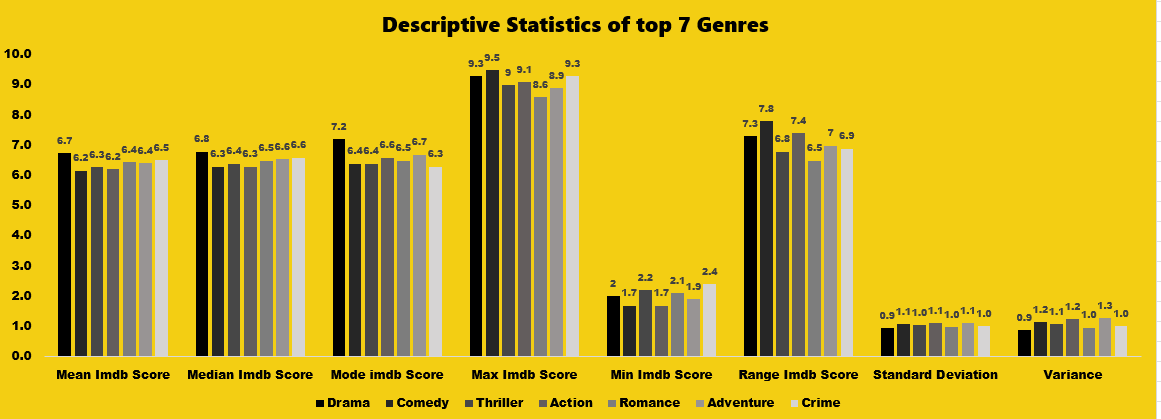 Descriptive Statistics of top 7 Genres
10.0
9.0
8.0
7.0
6.0
5.0
4.0
3.0
2.0
1.0
0.0
6.7 6.2 6.3 6.2 6.4 6.4 6.5
6.8 6.3 6.4 6.3 6.5 6.6 6.6
7.2 6.4 6.4 6.6 6.5 6.7 6.3
9.3 9.5 9 9.1 8.6 8.9 9.3
2 1.7 2.2 1.7 2.1 1.9 2.4
7.3 7.8 6.8 7.4 6.5 7 6.9
0.9 1.1 1.0 1.1 1.0 1.1 1.0
0.9 1.2 1.1 1.2 1.0 1.3 1.0
Mean Imdb Score Median Imdb Score Mode imdb Score Max Imdb Score Min Imdb Score Range Imdb Score Standard Deviation Variance
Drama Comedy Thriller Action Romance Adventure Crime